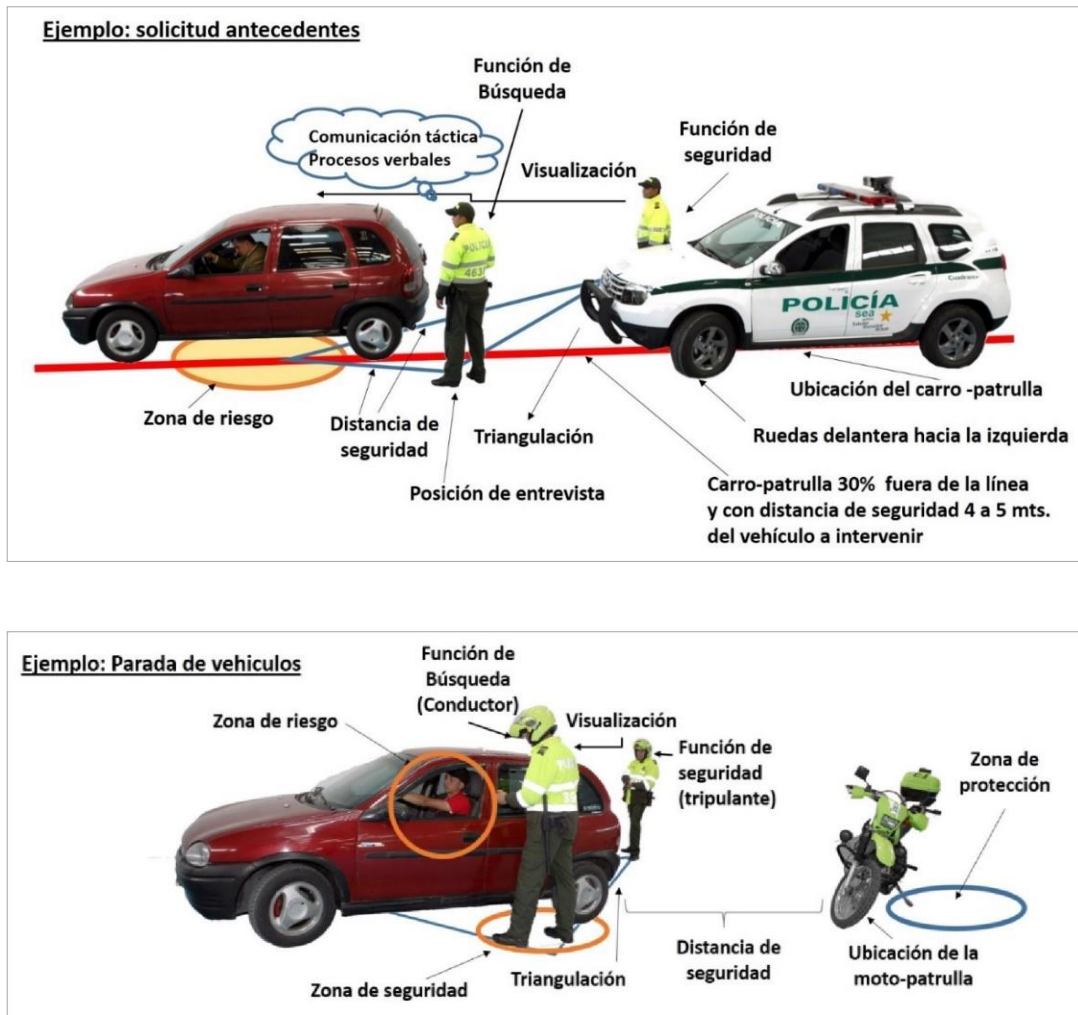 Ejemplo: solicitud antecedentes
Función de
Búsqueda
Comunicación táctica
Procesos verbales
Visualización
Función de
seguridad
POLICÍA
POLICÍA
Zona de riesgo
Distancia de
seguridad
Triangulación
Posición de entrevista
Ubicación del carro -patrulla
Ruedas delantera hacia la izquierda
Carro-patrulla 30% fuera de la línea
y con distancia de seguridad 4 a 5 mts.
del vehículo a intervenir
Ejemplo: Parada de vehiculos
Función de
Búsqueda
(Conductor)
Zona de riesgo
Visualización
Función de
seguridad
(tripulante)
Zona de
protección
Zona de seguridad
Triangulación
Distancia de
seguridad
Ubicación de la
moto-patrulla